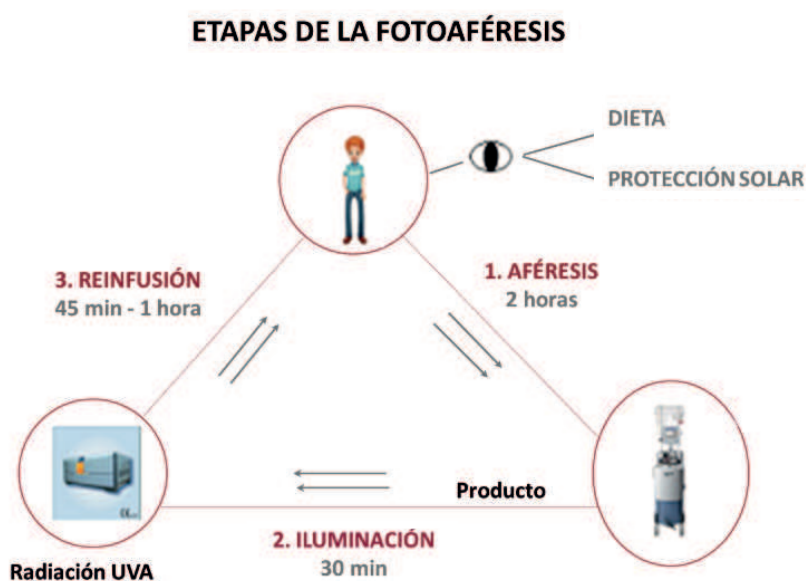 ETAPAS DE LA FOTOAFÉRESIS
DIETA
PROTECCIÓN SOLAR
3. REINFUSIÓN
45 min - 1 hora
1. AFÉRESIS
2 horas
Producto
2. ILUMINACIÓN
30 min
Radiación UVA